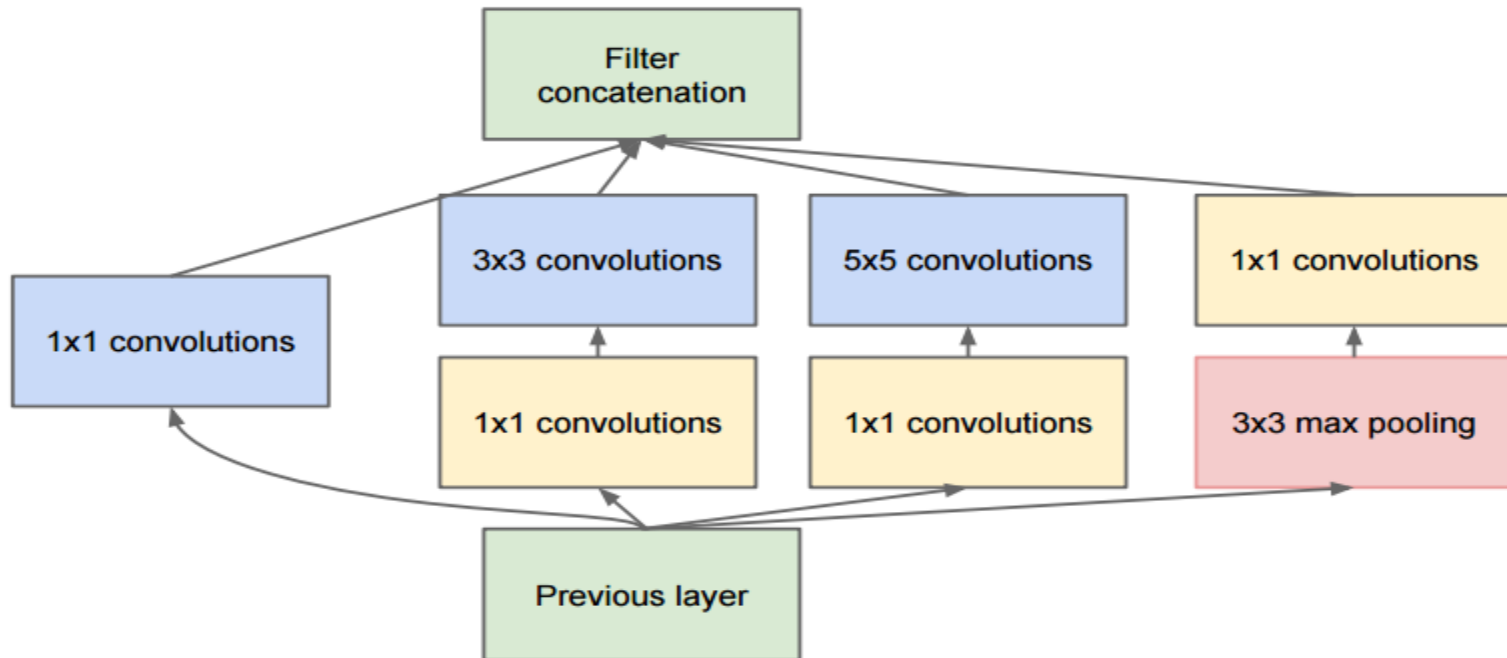 Filter
concatenation
3x3 convolutions
5x5 convolutions
1x1 convolutions
1x1 convolutions
1x1 convolutions
1x1 convolutions
3x3 max pooling
Previous layer